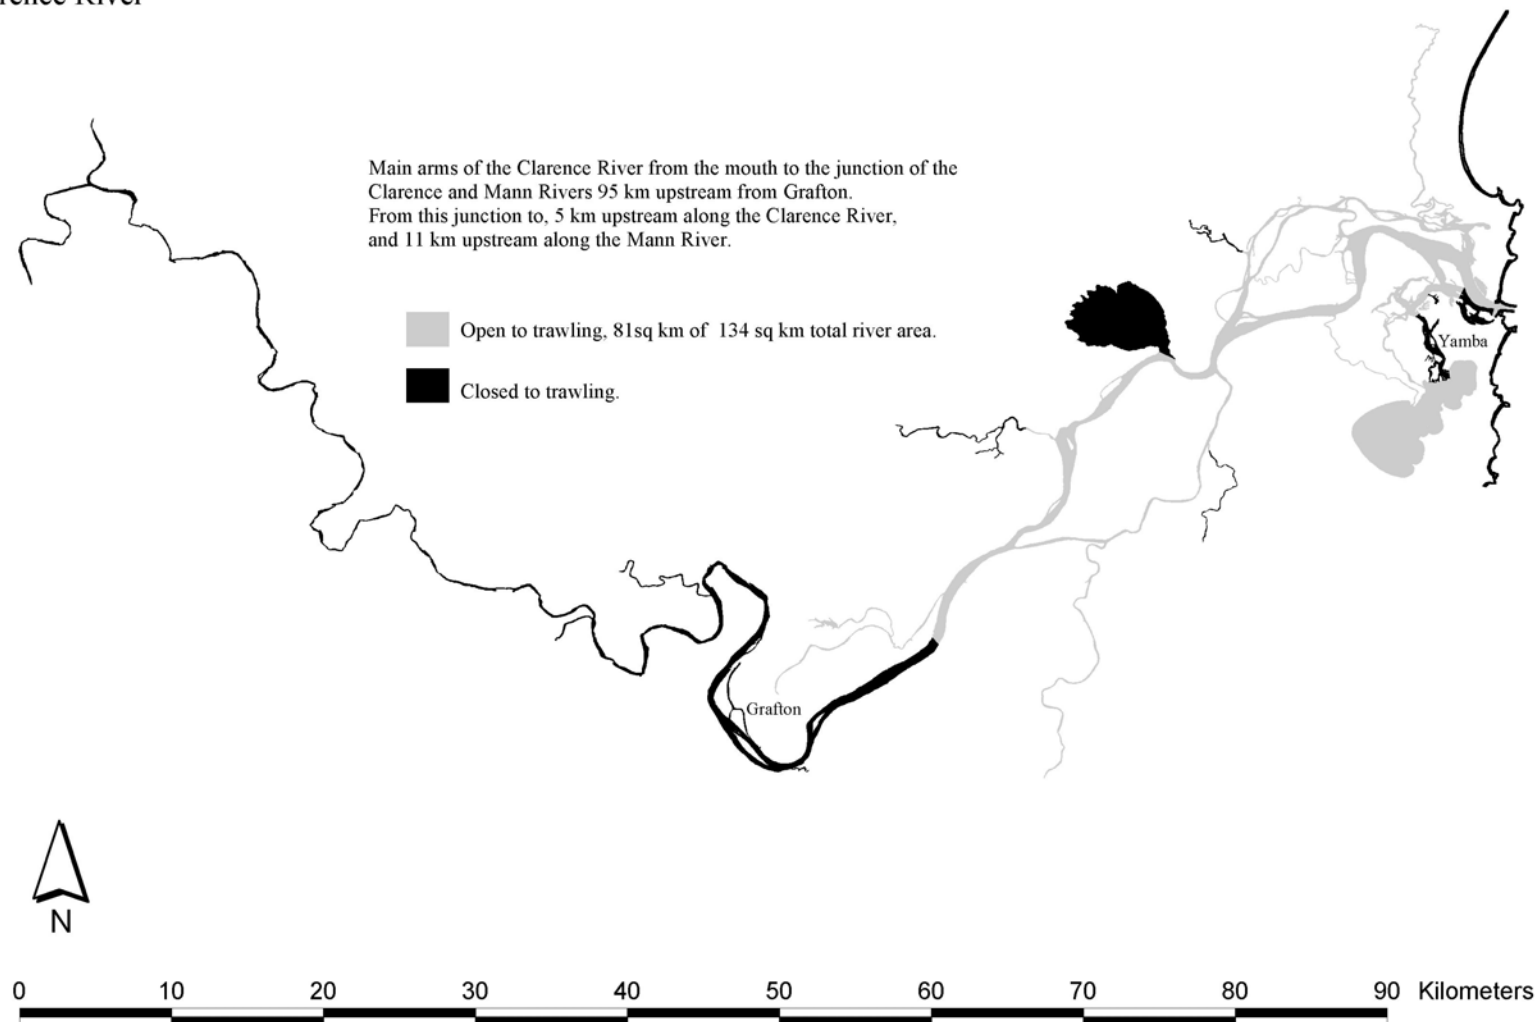 River
Main arms of the Clarence River from the mouth to the junction of the
Clarence and Mann Rivers 95 km upstream from Grafton.
From this junction to, 5 km upstream along the Clarence River,
and 11 km upstream along the Mann River.
Open to trawling, 81sq km of 134 sq km total river area.
Closed to trawling.
Yamba
Grafton
N
0 10 20 30 40 50 60 70 80 90 Kilometers